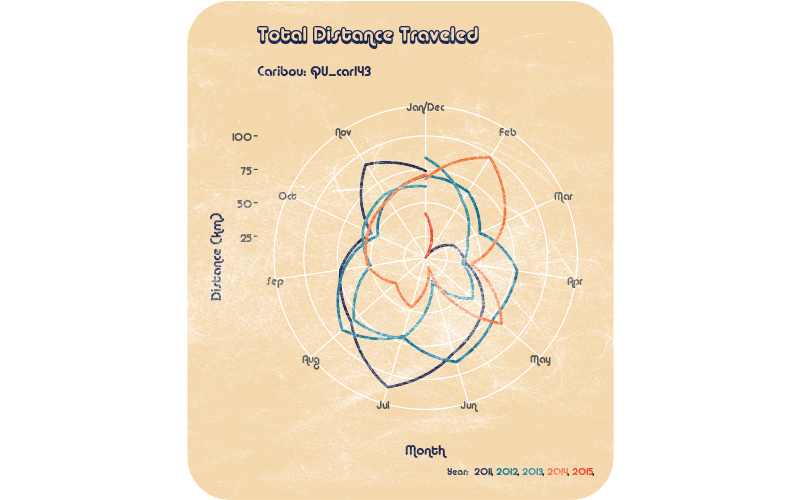 Total Distance Traveled
Caribou: QU_car143
Jan/Dec
Feb
Mar
Apr
May
Jun
Jul
Aug
Sep
Oct
Nov
100
75
50
25
Distance (km)
Month
Year: 2011, 2012, 2013, 2014, 2015,